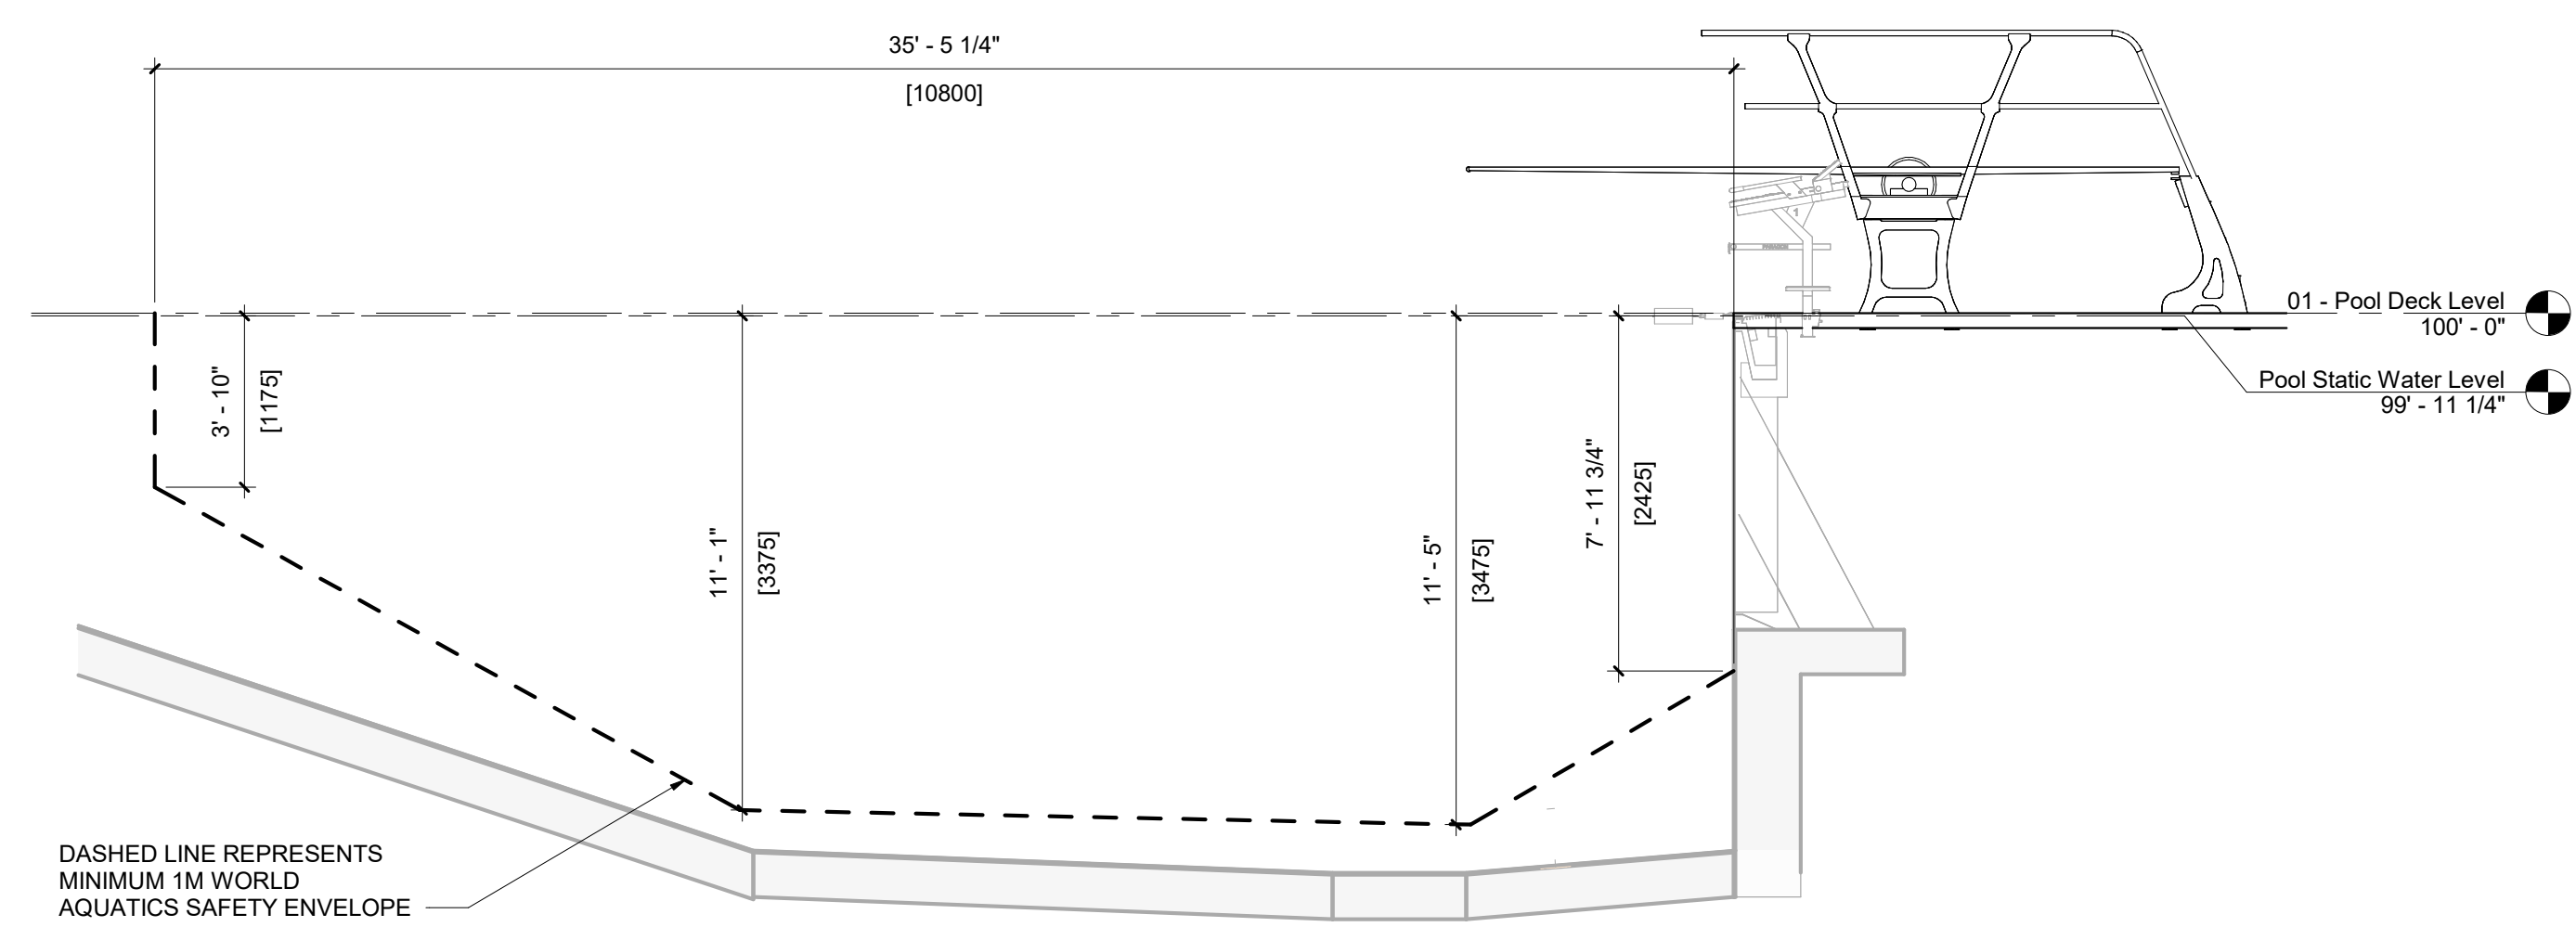 35' - 5 1/4"
[10800]
01 - Pool Deck Level
100' - 0"
Pool Static Water Level
99' - 11 1/4"
3' - 10"
[1175]
11' - 1"
[3375]
11' - 5"
[3475]
7' - 11 3/4"
[2425]
1
DASHED LINE REPRESENTS
MINIMUM 1M WORLD
AQUATICS SAFETY ENVELOPE